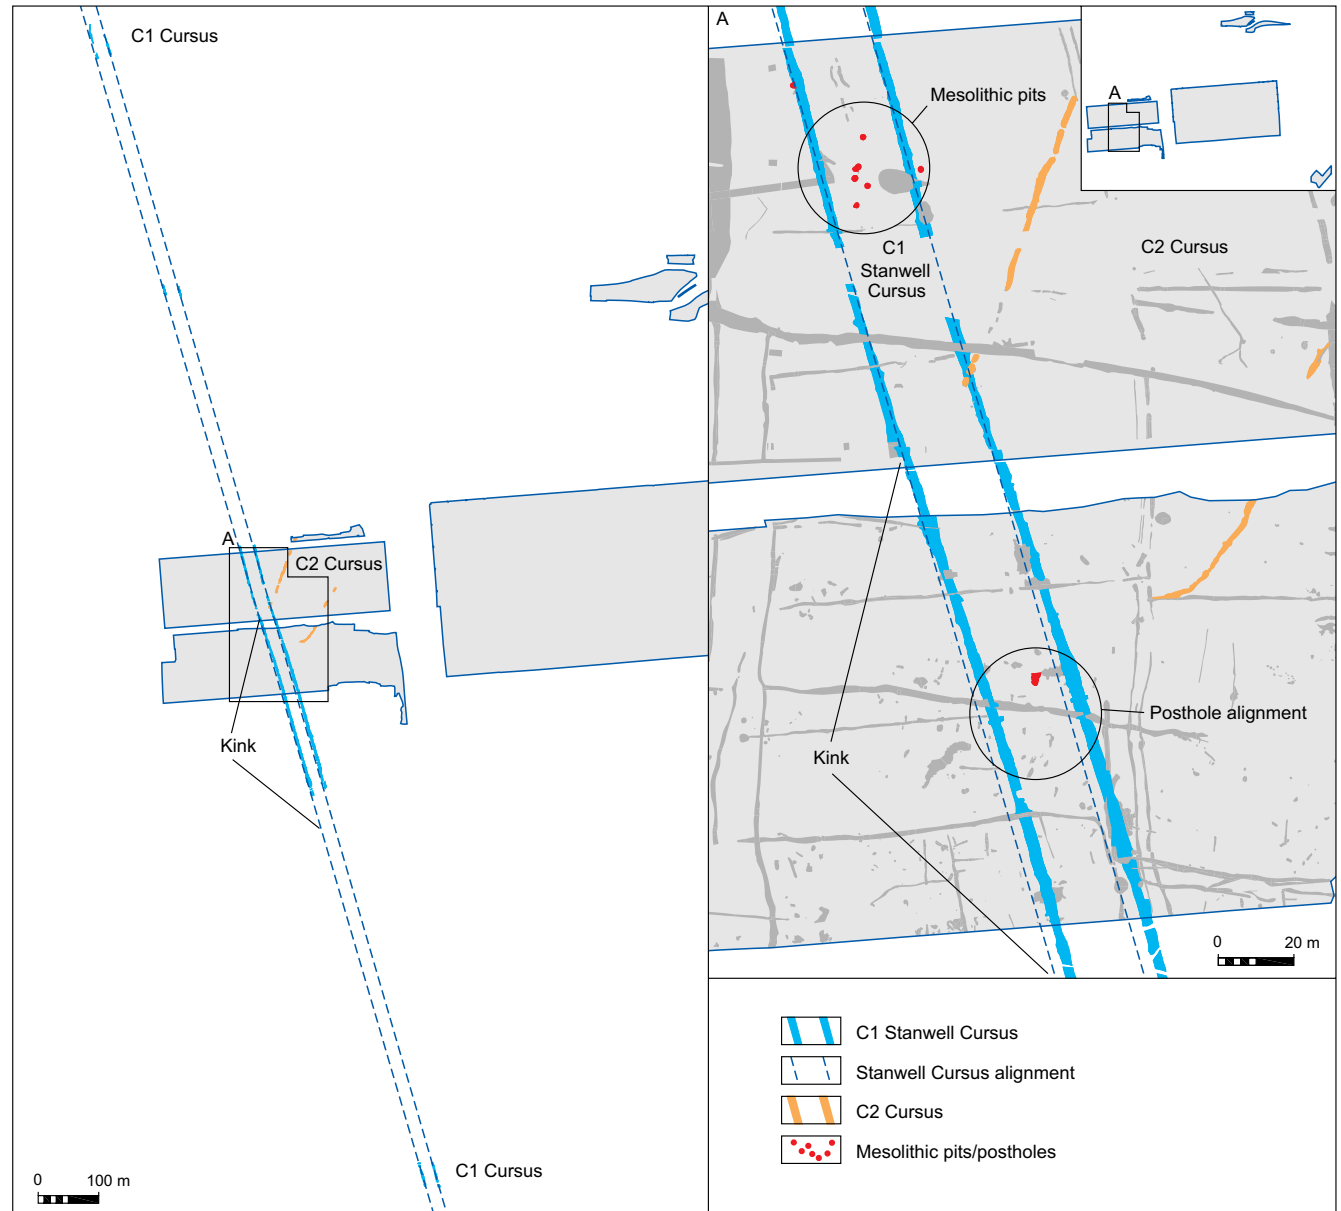 C1 Cursus
A
C2 Cursus
Kink
C1 Cursus
0 100 m
A
A
Mesolithic pits
C1
Stanwell
Cursus
C2 Cursus
Posthole alignment
Kink
0 20 m
C1 Stanwell Cursus
Stanwell Cursus alignment
C2 Cursus
Mesolithic pits/postholes